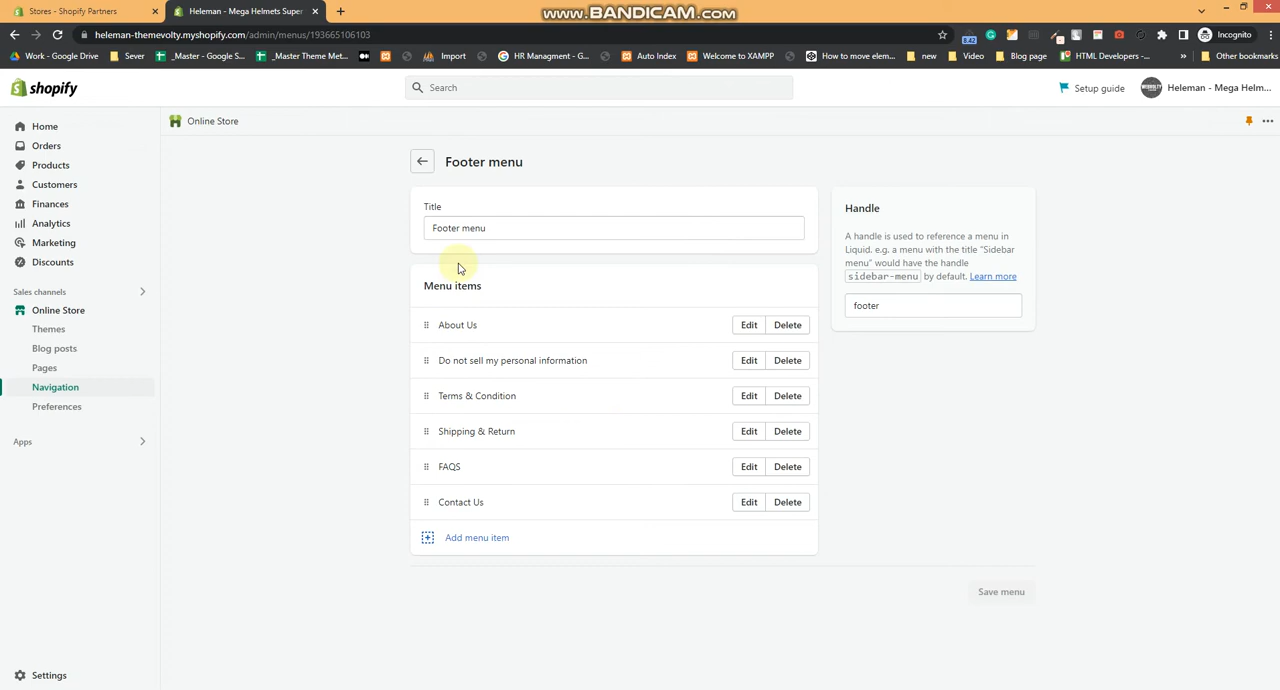 www.BANDICAM.com
Stores - Shopify Partners
Heleman - Mega Helmets Super
heleman-themevolty.myshopify.com/admin/menus/193665106103
8.42
Incognito
Work - Google Drive
Sever
_Master - Google S...
_Master Theme Met...
Import
HR Managment - G...
Auto Index
Welcome to XAMPP
How to move elem...
new
Video
Blog page
HTML Developers -...
»
Other bookmarks
shopify
Search
Setup guide
Heleman - Mega Helm...
Home
Orders
Products
Customers
Finances
Analytics
Marketing
Discounts
Sales channels
Online Store
Themes
Blog posts
Pages
Navigation
Preferences
Apps
Settings
Online Store
Footer menu
Title
Footer menu
Menu items
About Us
Edit
Delete
Do not sell my personal information
Edit
Delete
Terms & Condition
Edit
Delete
Shipping & Return
Edit
Delete
FAQS
Edit
Delete
Contact Us
Edit
Delete
Add menu item
Handle
A handle is used to reference a menu in
Liquid. e.g. a menu with the title “Sidebar
menu” would have the handle
sidebar-menu by default. Learn more
footer
Save menu